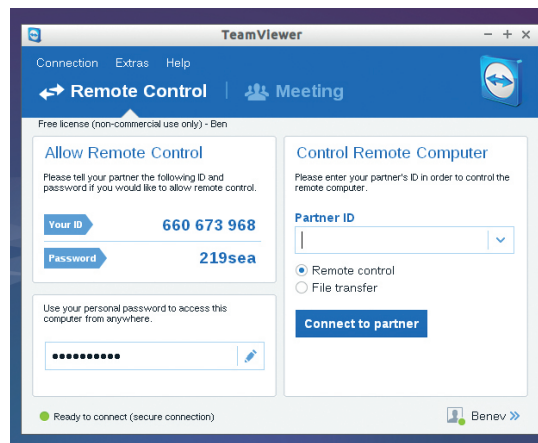 TeamViewer
Connection Extras Help
Remote Control Meeting
Free license (non-commercial use only) - Ben
Allow Remote Control
Please tell your partner the following ID and
password if you would like to allow remote control.
Your ID 660 673 968
Password 219sea
Use your personal password to access this
computer from anywhere.
Control Remote Computer
Please enter your partner's ID in order to control the
remote computer.
Partner ID
Remote control
File transfer
Connect to partner
Ready to connect (secure connection)
Benev